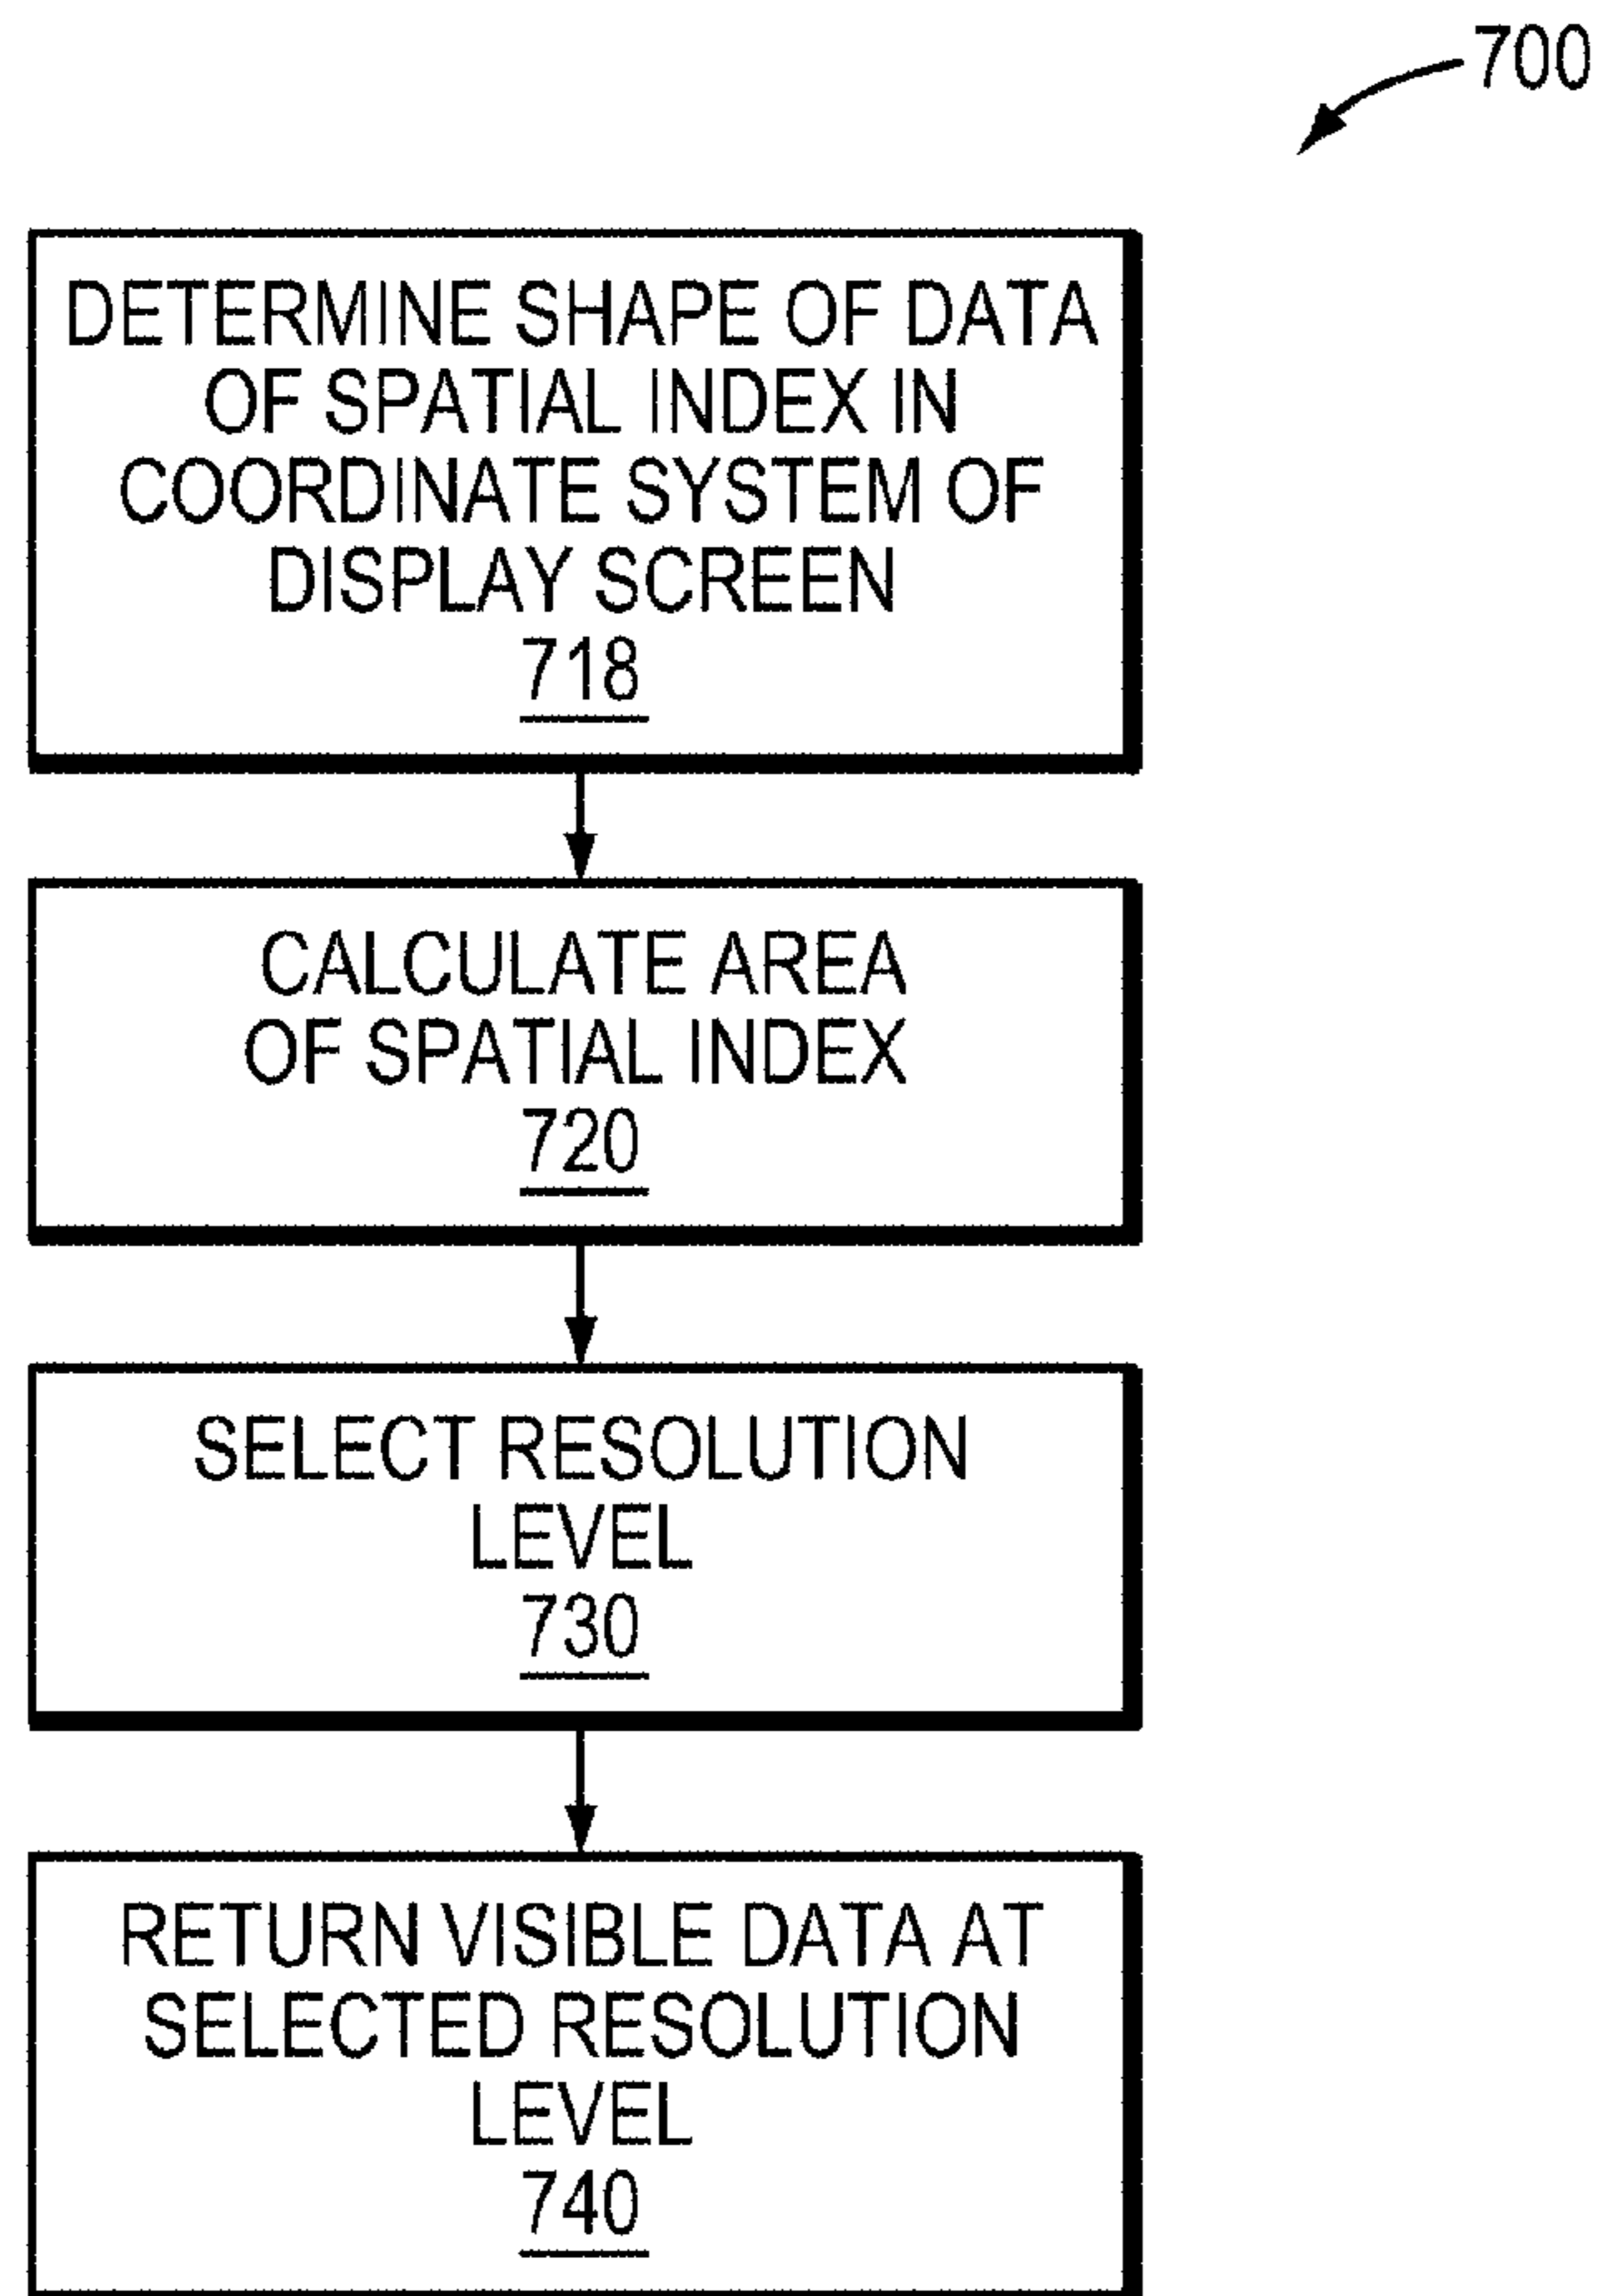 700
DETERMINE SHAPE OF DATA
OF SPATIAL INDEX IN
COORDINATE SYSTEM OF
DISPLAY SCREEN
718
CALCULATE AREA
OF SPATIAL INDEX
720
SELECT RESOLUTION
LEVEL
730
RETURN VISIBLE DATA AT
SELECTED RESOLUTION
LEVEL
740